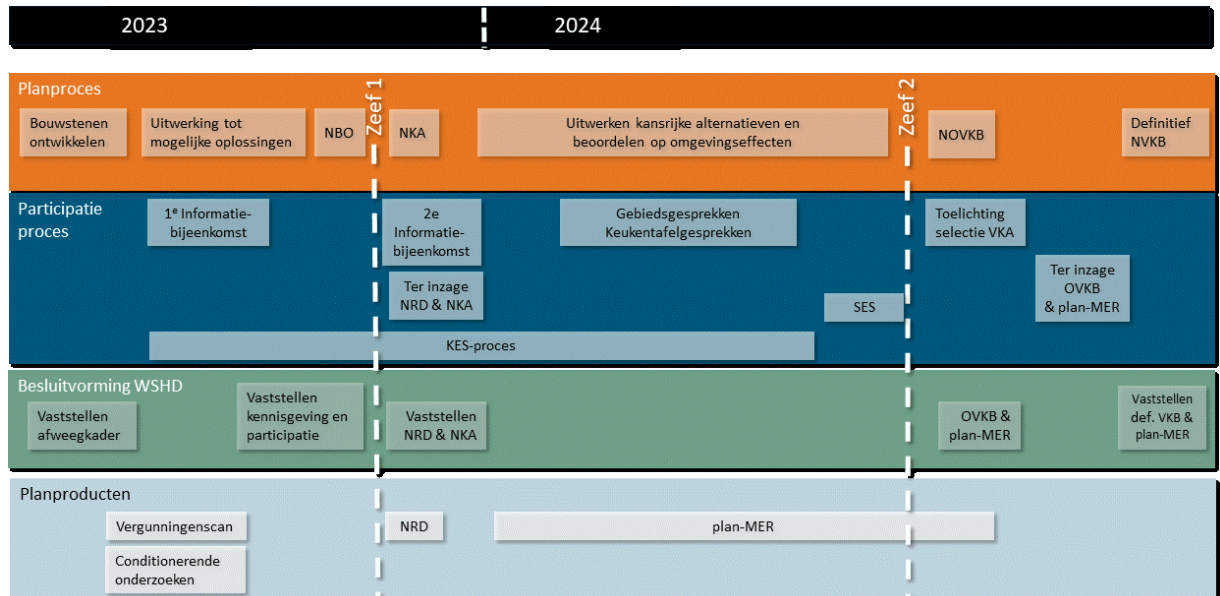 2023
2024
Planproces
Zeef 1
Zeef 2
Bouwstenen
ontwikkelen
Uitwerking tot
mogelijke oplossingen
NBO
NKA
Uitwerken kansrijke alternatieven en
beoordelen op omgevingseffecten
NOVKB
Definitief
NVKB
Participatie
proces
1e Informatie-
bijeenkomst
2e
Informatie-
bijeenkomst
Gebiedsgesprekken
Keukentafelgesprekken
Toelichting
selectie VKA
Ter inzage
NRD & NKA
Ter inzage
OVKB
& plan-MER
SES
KES-proces
Besluitvorming WSHD
Vaststellen
afweegkader
Vaststellen
kennisgeving en
participatie
Vaststellen
NRD & NKA
OVKB &
plan-MER
Vaststellen
def. VKB &
plan-MER
Planproducten
Vergunningenscan
NRD
plan-MER
Conditionerende
onderzoeken